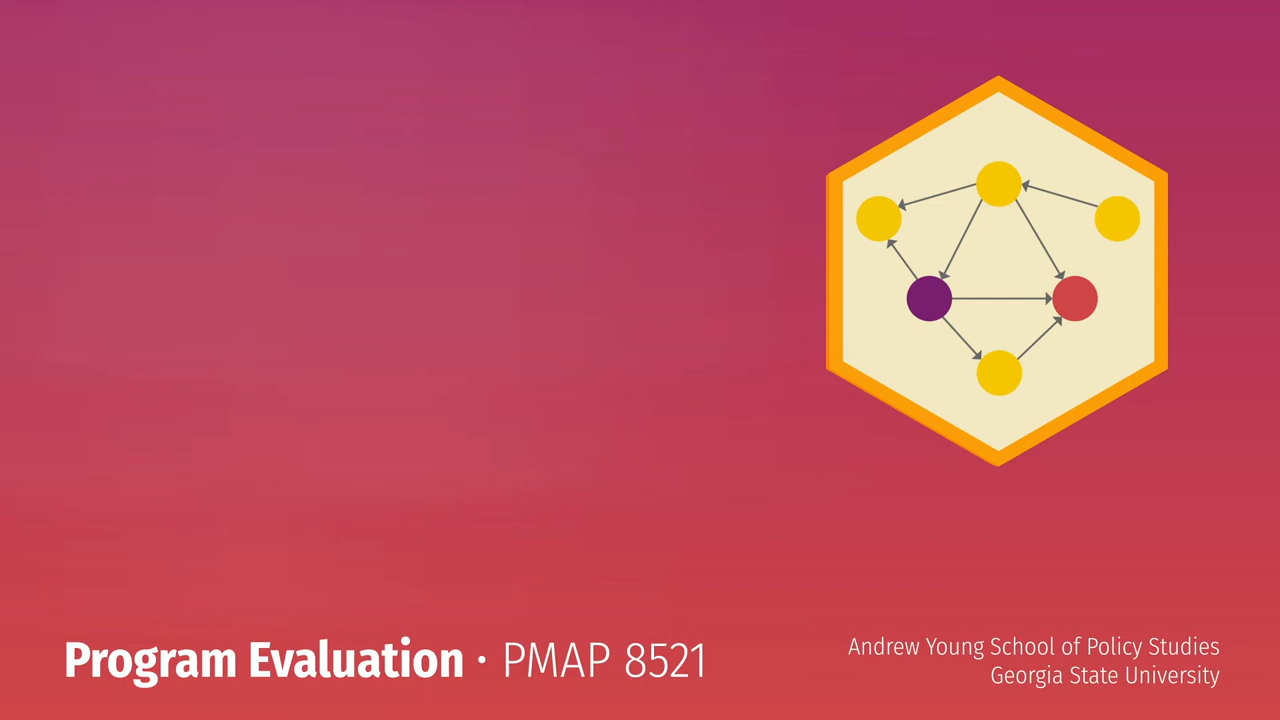 Program Evaluation · PMAP 8521
Andrew Young School of Policy Studies
Georgia State University